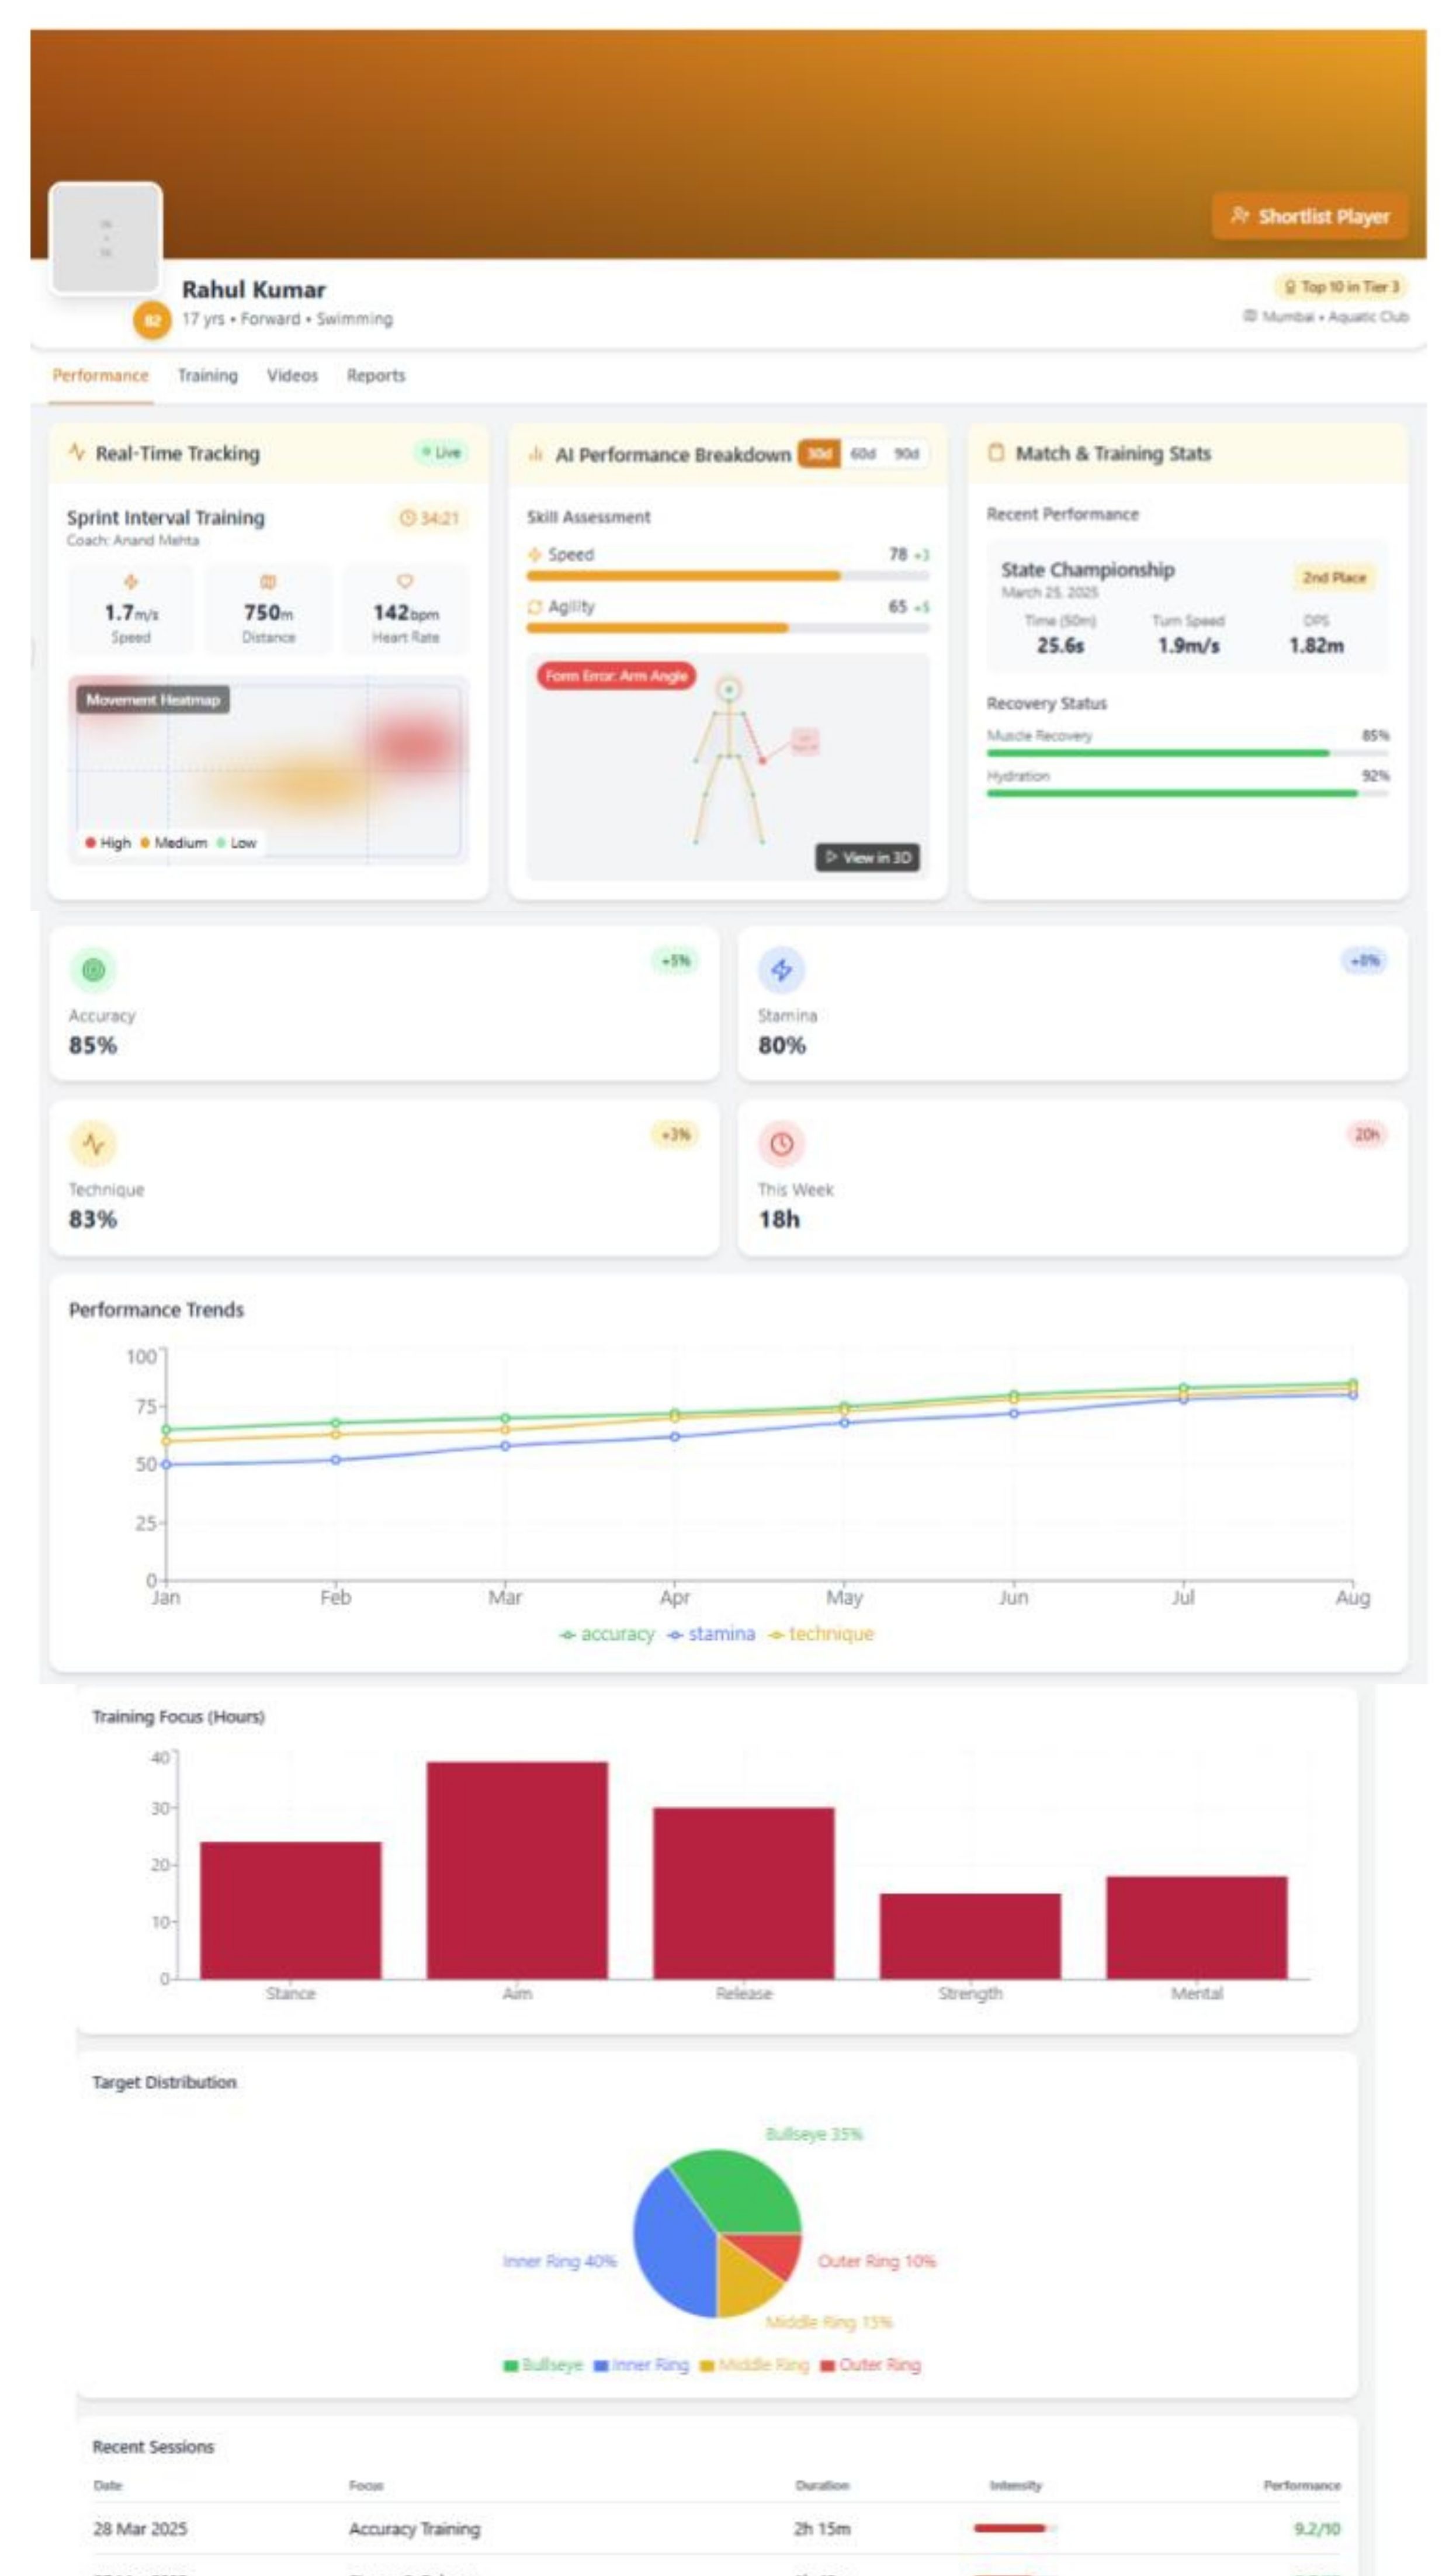 Shortlist Player
Rahul Kumar
Top 10 in Tier 3
82
17 yrs • Forward • Swimming
Mumbai • Aquatic Club
Performance Training Videos Reports
Real-Time Tracking
Live
Sprint Interval Training
34:21
Coach: Anand Mehta
1.7m/s
750m
142bpm
Speed
Distance
Heart Rate
Movement Heatmap
High Medium Low
AI Performance Breakdown
30d 60d 90d
Skill Assessment
Speed
78 +3
Agility
65 +5
Form Error: Arm Angle
View in 3D
Match & Training Stats
Recent Performance
State Championship
2nd Place
March 25, 2025
Time (50m)
Turn Speed
DPS
25.6s
1.9m/s
1.82m
Recovery Status
Muscle Recovery
85%
Hydration
92%
+5%
Accuracy
85%
+8%
Stamina
80%
+3%
Technique
83%
20h
This Week
18h
Performance Trends
100
75
50
25
0
Jan Feb Mar Apr May Jun Jul Aug
accuracy stamina technique
Training Focus (Hours)
40
30
20
10
0
Stance Aim Release Strength Mental
Target Distribution
Bullseye 35%
Inner Ring 40%
Outer Ring 10%
Middle Ring 15%
Bullseye Inner Ring Middle Ring Outer Ring
Recent Sessions
Date Focus Duration Intensity Performance
28 Mar 2025 Accuracy Training 2h 15m 9.2/10